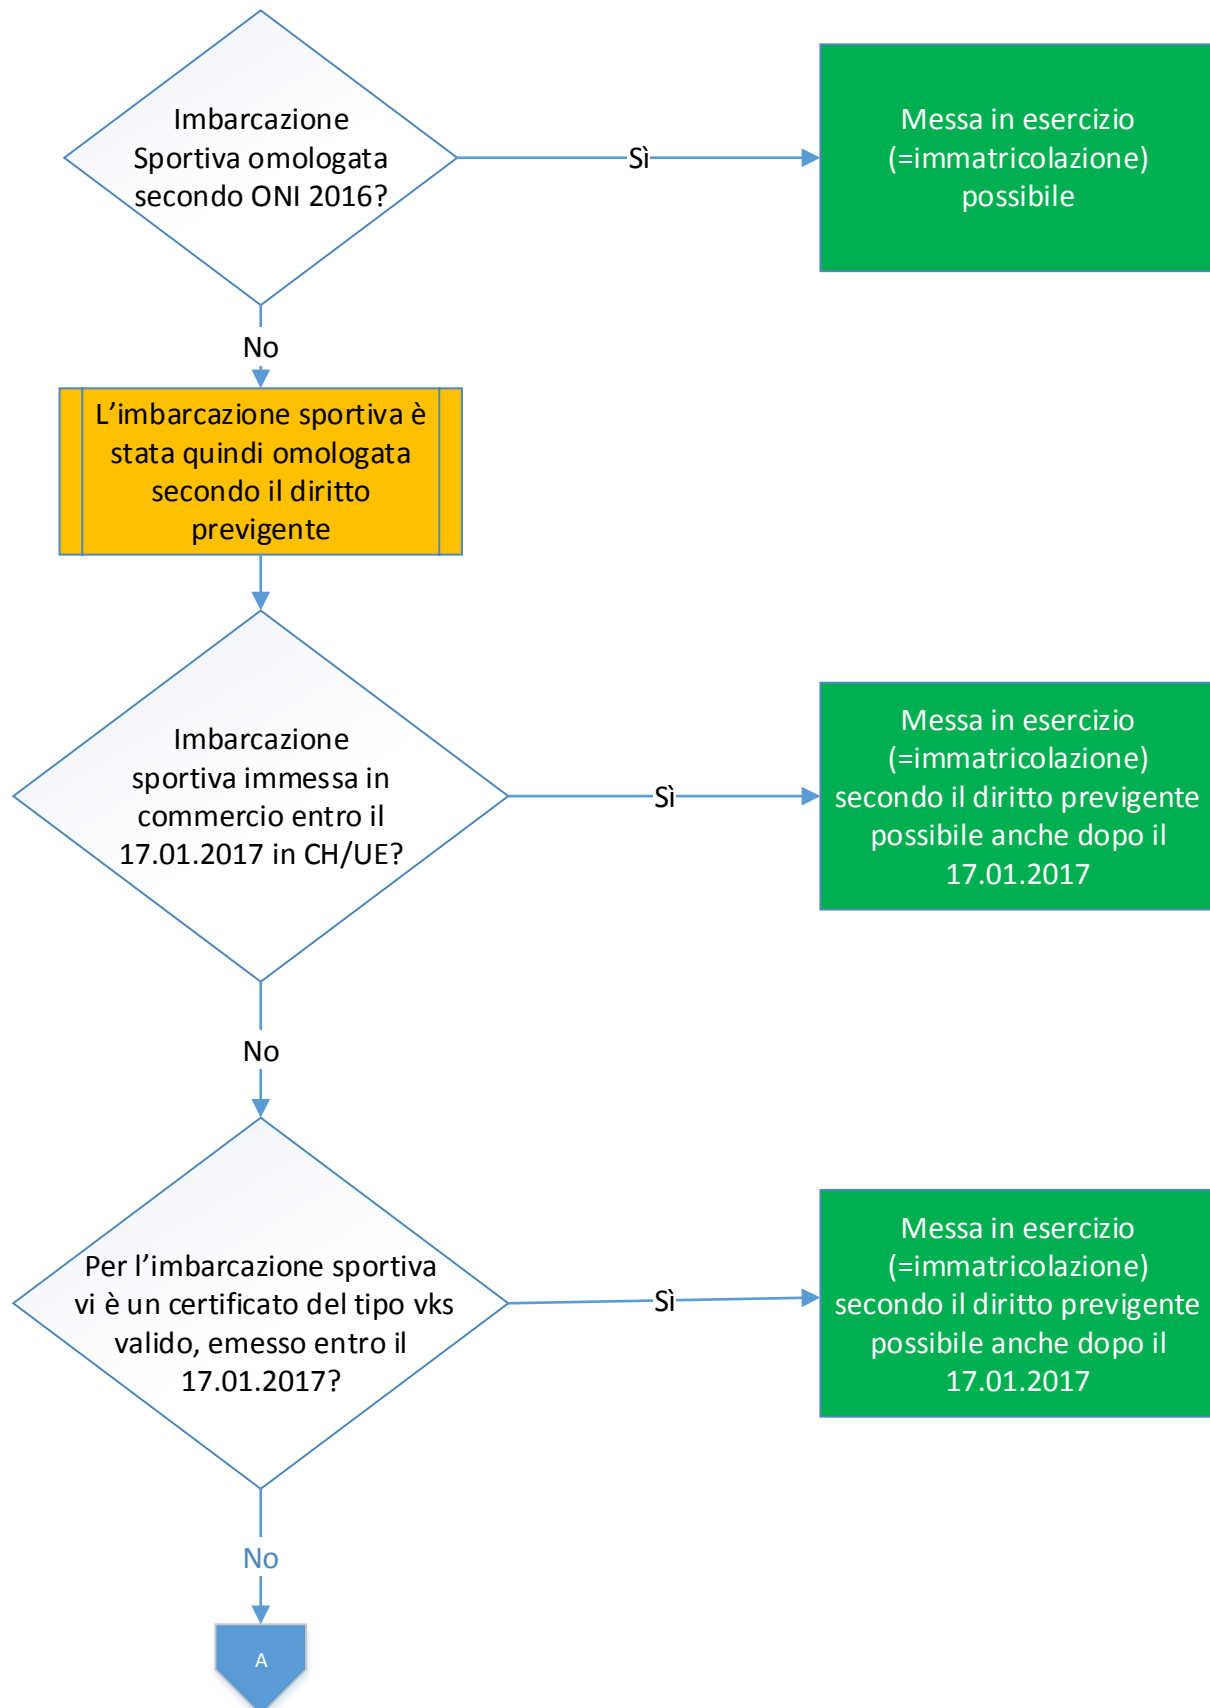 Imbarcazione
Sportiva omologata
secondo ONI 2016?
Sì
Messa in esercizio
(=immatricolazione)
possibile
No
L’imbarcazione sportiva è
stata quindi omologata
secondo il diritto
previgente
Imbarcazione
sportiva immessa in
commercio entro il
17.01.2017 in CH/UE?
Sì
Messa in esercizio
(=immatricolazione)
secondo il diritto previgente
possibile anche dopo il
17.01.2017
No
Per l’imbarcazione sportiva
vi è un certificato del tipo vks
valido, emesso entro il
17.01.2017?
Sì
Messa in esercizio
(=immatricolazione)
secondo il diritto previgente
possibile anche dopo il
17.01.2017
No
A